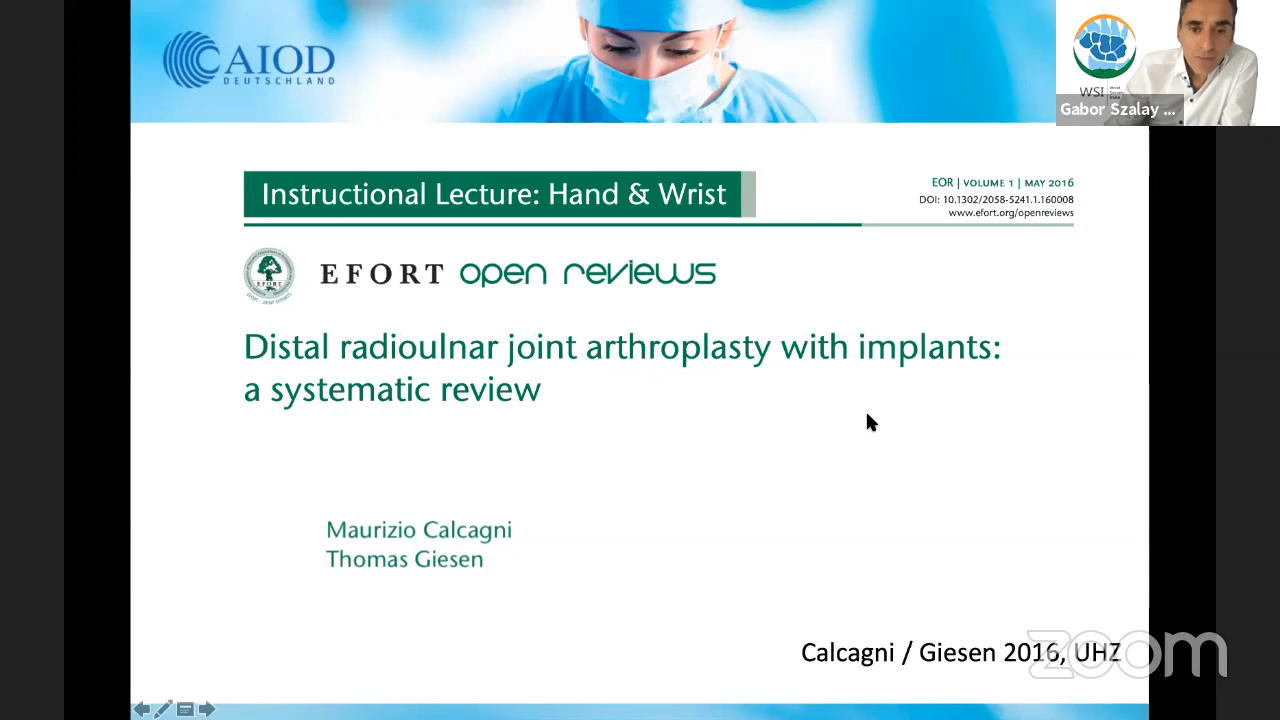 CAIOD
DEUTSCHLAND
WSI
Gabor Szalay ...
Instructional Lecture: Hand & Wrist
EOR | VOLUME 1 | MAY 2016
DOI: 10.1302/2058-5241.1.160008
www.efort.org/openreviews
EFORT
EFORT open reviews
Distal radioulnar joint arthroplasty with implants:
a systematic review
Maurizio Calcagni
Thomas Giesen
Calcagni / Giesen 2016, UHZ
zoom